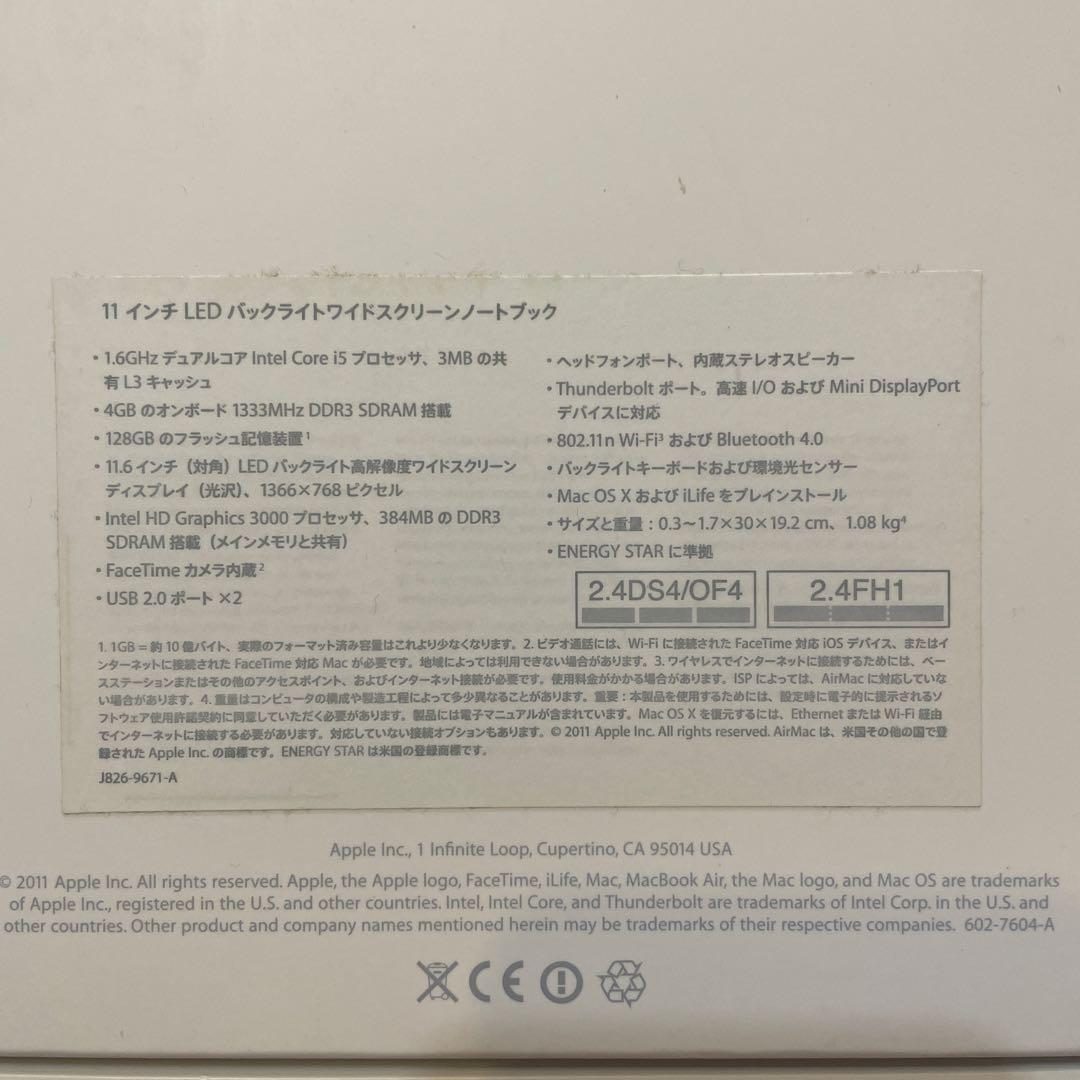 11 インチ LED バックライトワイドスクリーンノートブック
・1.6GHz デュアルコア Intel Core i5 プロセッサ、3MB の共
有 L3 キャッシュ
・4GB のオンボード 1333MHz DDR3 SDRAM 搭載
・128GB のフラッシュ記憶装置¹
・11.6 インチ（対角）LED バックライト高解像度ワイドスクリーン
ディスプレイ（光沢）、1366×768 ピクセル
・Intel HD Graphics 3000 プロセッサ、384MB の DDR3
SDRAM 搭載（メインメモリと共有）
・FaceTime カメラ内蔵²
・USB 2.0 ポート ×2
・ヘッドフォンポート、内蔵ステレオスピーカー
・Thunderbolt ポート。高速 I/O および Mini DisplayPort
デバイスに対応
・802.11n Wi-Fi³ および Bluetooth 4.0
・バックライトキーボードおよび環境光センサー
・Mac OS X および iLife をプレインストール
・サイズと重量：0.3〜1.7×30×19.2 cm、1.08 kg⁴
・ENERGY STAR に準拠
2.4DS4/OF4
2.4FH1
1. 1GB = 約 10 億バイト、実際のフォーマット済み容量はこれより少なくなります。2. ビデオ通話には、Wi-Fi に接続された FaceTime 対応 iOS デバイス、またはイ
ンターネットに接続された FaceTime 対応 Mac が必要です。地域によっては利用できない場合があります。3. ワイヤレスでインターネットに接続するためには、ベー
スステーションまたはその他のアクセスポイント、およびインターネット接続が必要です。使用料金がかかる場合があります。ISP によっては、AirMac に対応していな
い場合があります。4. 重量はコンピュータの構成や製造工程によって多少異なることがあります。重要：本製品を使用するためには、設定時に電子的に提示されるソ
フトウェア使用許諾契約に同意していただく必要があります。製品には電子マニュアルが含まれています。Mac OS X を復元するには、Ethernet または Wi-Fi 経由
でインターネットに接続する必要があります。対応していない接続オプションもあります。© 2011 Apple Inc. All rights reserved. AirMac は、米国その他の国で登
録された Apple Inc. の商標です。ENERGY STAR は米国の登録商標です。
J826-9671-A
Apple Inc., 1 Infinite Loop, Cupertino, CA 95014 USA
© 2011 Apple Inc. All rights reserved. Apple, the Apple logo, FaceTime, iLife, Mac, MacBook Air, the Mac logo, and Mac OS are trademarks
of Apple Inc., registered in the U.S. and other countries. Intel, Intel Core, and Thunderbolt are trademarks of Intel Corp. in the U.S. and
other countries. Other product and company names mentioned herein may be trademarks of their respective companies. 602-7604-A
CE